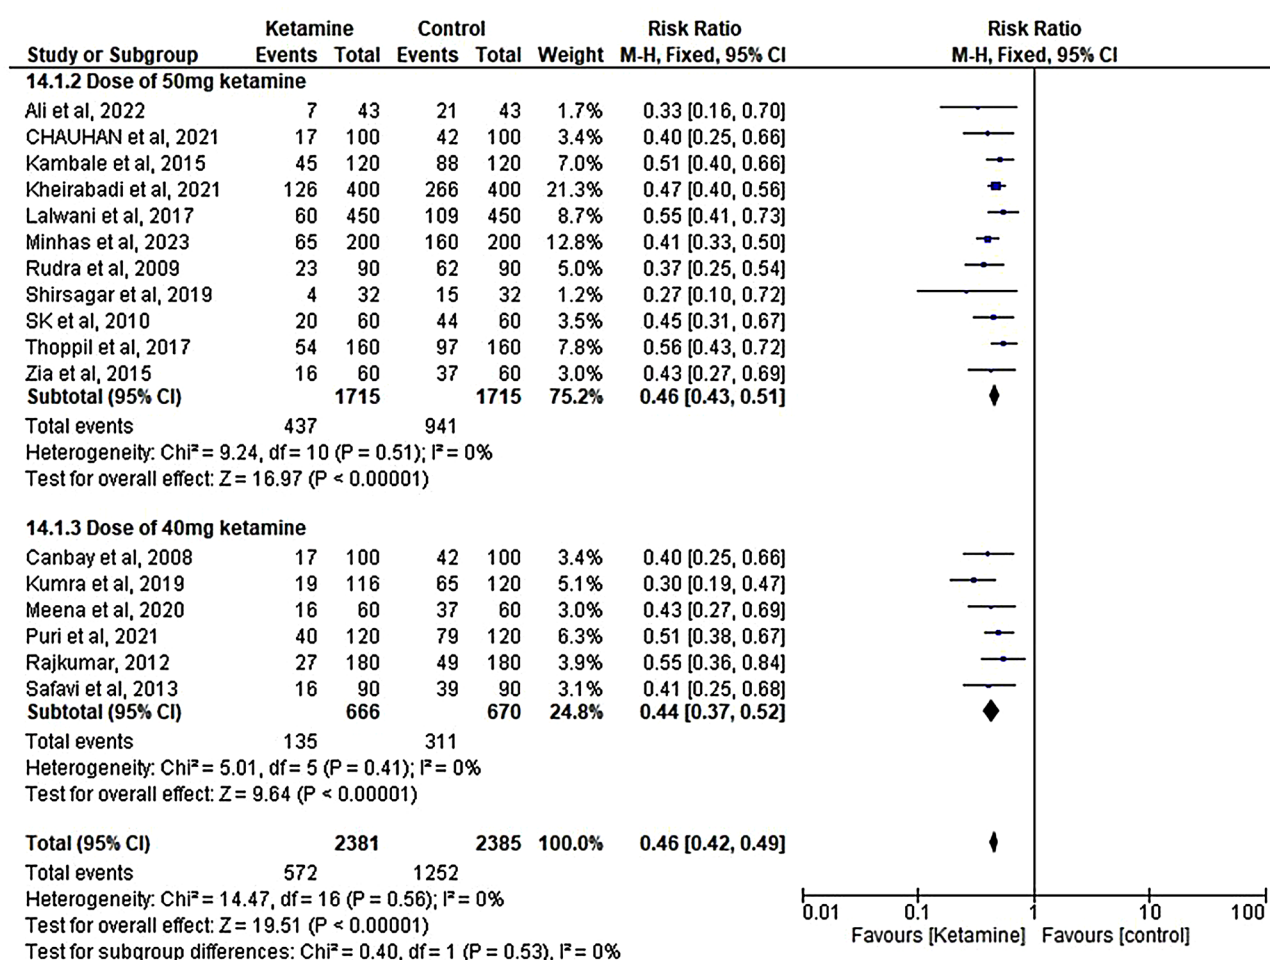 Ketamine Control Risk Ratio Risk Ratio
Study or Subgroup Events Total Events Total Weight M-H, Fixed, 95% CI M-H, Fixed, 95% CI
14.1.2 Dose of 50mg ketamine
Ali et al, 2022 7 43 21 43 1.7% 0.33 [0.16, 0.70]
CHAUHAN et al, 2021 17 100 42 100 3.4% 0.40 [0.25, 0.66]
Kambale et al, 2015 45 120 88 120 7.0% 0.51 [0.40, 0.66]
Kheirabadi et al, 2021 126 400 266 400 21.3% 0.47 [0.40, 0.56]
Lalwani et al, 2017 60 450 109 450 8.7% 0.55 [0.41, 0.73]
Minhas et al, 2023 65 200 160 200 12.8% 0.41 [0.33, 0.50]
Rudra et al, 2009 23 90 62 90 5.0% 0.37 [0.25, 0.54]
Shirsagar et al, 2019 4 32 15 32 1.2% 0.27 [0.10, 0.72]
SK et al, 2010 20 60 44 60 3.5% 0.45 [0.31, 0.67]
Thoppil et al, 2017 54 160 97 160 7.8% 0.56 [0.43, 0.72]
Zia et al, 2015 16 60 37 60 3.0% 0.43 [0.27, 0.69]
Subtotal (95% CI) 1715 1715 75.2% 0.46 [0.43, 0.51]
Total events 437 941
Heterogeneity: Chi² = 9.24, df = 10 (P = 0.51); I² = 0%
Test for overall effect: Z = 16.97 (P < 0.00001)
14.1.3 Dose of 40mg ketamine
Canbay et al, 2008 17 100 42 100 3.4% 0.40 [0.25, 0.66]
Kumra et al, 2019 19 116 65 120 5.1% 0.30 [0.19, 0.47]
Meena et al, 2020 16 60 37 60 3.0% 0.43 [0.27, 0.69]
Puri et al, 2021 40 120 79 120 6.3% 0.51 [0.38, 0.67]
Rajkumar, 2012 27 180 49 180 3.9% 0.55 [0.36, 0.84]
Safavi et al, 2013 16 90 39 90 3.1% 0.41 [0.25, 0.68]
Subtotal (95% CI) 666 670 24.8% 0.44 [0.37, 0.52]
Total events 135 311
Heterogeneity: Chi² = 5.01, df = 5 (P = 0.41); I² = 0%
Test for overall effect: Z = 9.64 (P < 0.00001)
Total (95% CI) 2381 2385 100.0% 0.46 [0.42, 0.49]
Total events 572 1252
Heterogeneity: Chi² = 14.47, df = 16 (P = 0.56); I² = 0%
Test for overall effect: Z = 19.51 (P < 0.00001)
Test for subgroup differences: Chi² = 0.40, df = 1 (P = 0.53), I² = 0%
0.01 0.1 1 10 100
Favours [Ketamine] Favours [control]